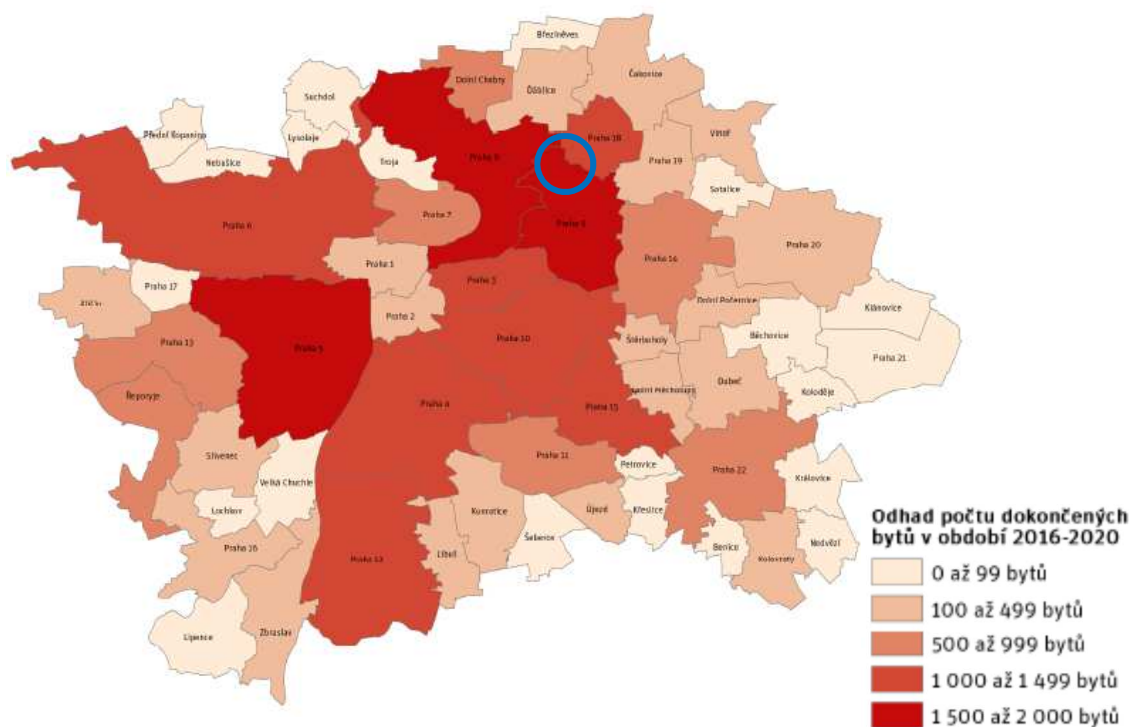 Březiněves
Dolní Chabry
Ďáblice
Čakovice
Suchdol
Praha 18
Vinoř
Přední Kopanina
Lysolaje
Nebušice
Troja
Praha 8
Praha 19
Satalice
Praha 7
Praha 9
Praha 6
Praha 20
Praha 14
Praha 1
Praha 17
Praha 3
Zličín
Dolní Počernice
Klánovice
Praha 2
Praha 13
Praha 10
Štěrboholy
Běchovice
Praha 5
Praha 21
Dubeč
Dolní Měcholupy
Koloděje
Řeporyje
Praha 4
Praha 15
Slivenec
Praha 11
Petrovice
Praha 22
Velká Chuchle
Královice
Lochkov
Kunratice
Újezd
Křeslice
Šeberov
Praha 16
Libuš
Benice
Nedvězí
Praha 12
Kolovraty
Lipence
Zbraslav
Odhad počtu dokončených
bytů v období 2016-2020
0 až 99 bytů
100 až 499 bytů
500 až 999 bytů
1 000 až 1 499 bytů
1 500 až 2 000 bytů